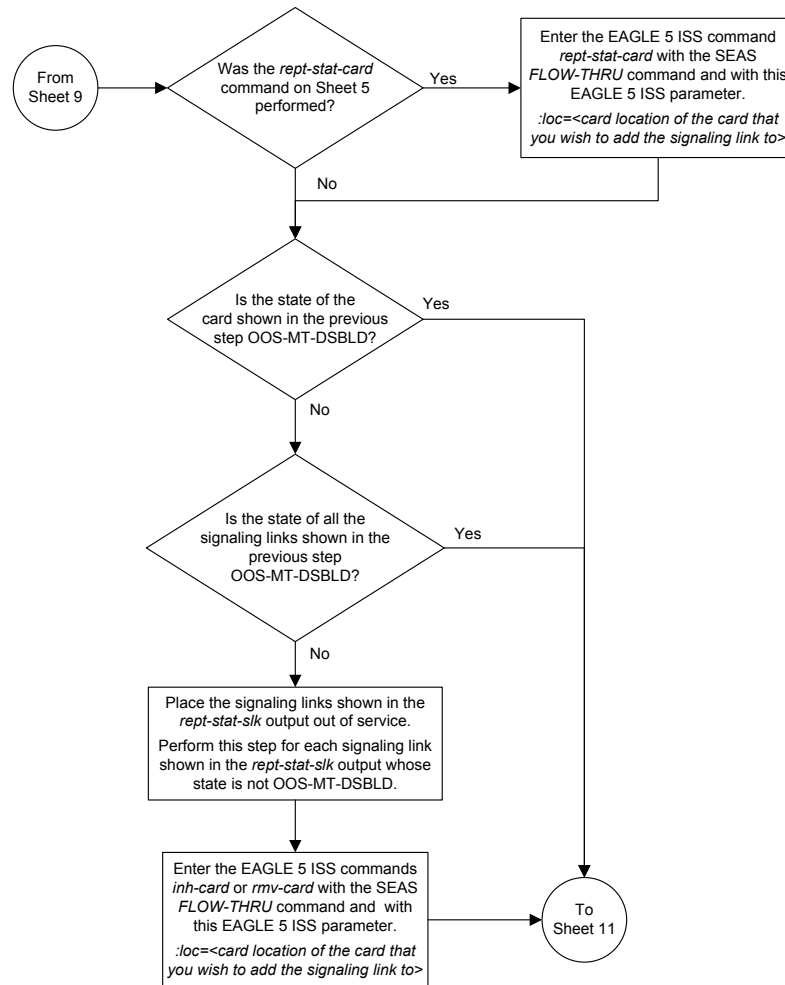 From
Sheet 9
Was the rept-stat-card
command on Sheet 5
performed?
Yes
Enter the EAGLE 5 ISS command
rept-stat-card with the SEAS
FLOW-THRU command and with this
EAGLE 5 ISS parameter.
:loc=<card location of the card that
you wish to add the signaling link to>
No
Is the state of the
card shown in the previous
step OOS-MT-DSBLD?
Yes
No
Is the state of all the
signaling links shown in the
previous step
OOS-MT-DSBLD?
Yes
No
Place the signaling links shown in the
rept-stat-slk output out of service.
Perform this step for each signaling link
shown in the rept-stat-slk output whose
state is not OOS-MT-DSBLD.
Enter the EAGLE 5 ISS commands
inh-card or rmv-card with the SEAS
FLOW-THRU command and with
this EAGLE 5 ISS parameter.
:loc=<card location of the card that
you wish to add the signaling link to>
To
Sheet 11